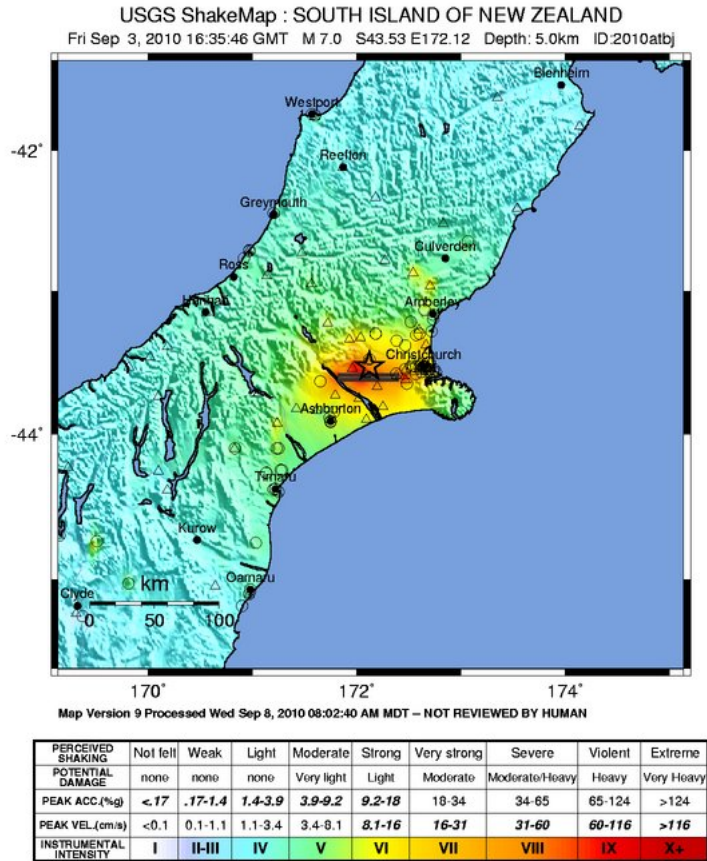 USGS ShakeMap : SOUTH ISLAND OF NEW ZEALAND
Fri Sep 3, 2010 16:35:46 GMT M 7.0 S43.53 E172.12 Depth: 5.0km ID:2010atbj
Blenheim
Westport
-42°
Reefton
Greymouth
Culverden
Ross
Harihari
Amberley
Christchurch
Ashburton
-44°
Timaru
Kurow
Oamaru
km
Clyde
0 50 100
170° 172° 174°
Map Version 9 Processed Wed Sep 8, 2010 08:02:40 AM MDT -- NOT REVIEWED BY HUMAN
PERCEIVED SHAKING Not felt Weak Light Moderate Strong Very strong Severe Violent Extreme
POTENTIAL DAMAGE none none none Very light Light Moderate Moderate/Heavy Heavy Very Heavy
PEAK ACC.(%g) <.17 .17-1.4 1.4-3.9 3.9-9.2 9.2-18 18-34 34-65 65-124 >124
PEAK VEL.(cm/s) <0.1 0.1-1.1 1.1-3.4 3.4-8.1 8.1-16 16-31 31-60 60-116 >116
INSTRUMENTAL INTENSITY I II-III IV V VI VII VIII IX X+